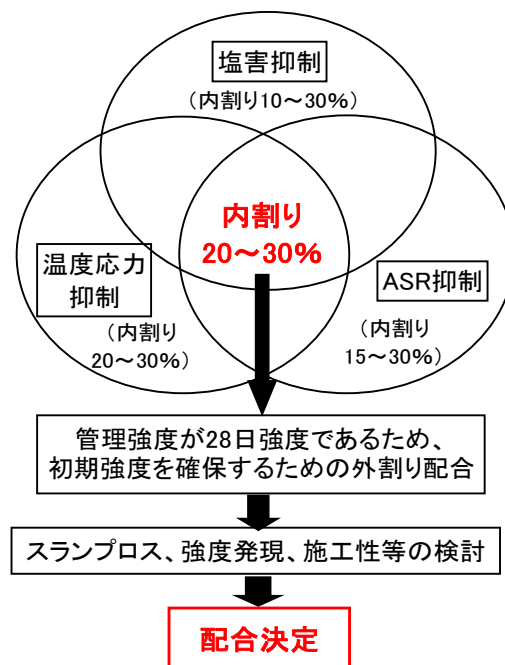 塩害抑制
（内割り10～30%）
内割り
20～30%
温度応力
抑制
（内割り
20～30%）
ASR抑制
（内割り
15～30%）
管理強度が28日強度であるため、
初期強度を確保するための外割り配合
スランプロス、強度発現、施工性等の検討
配合決定